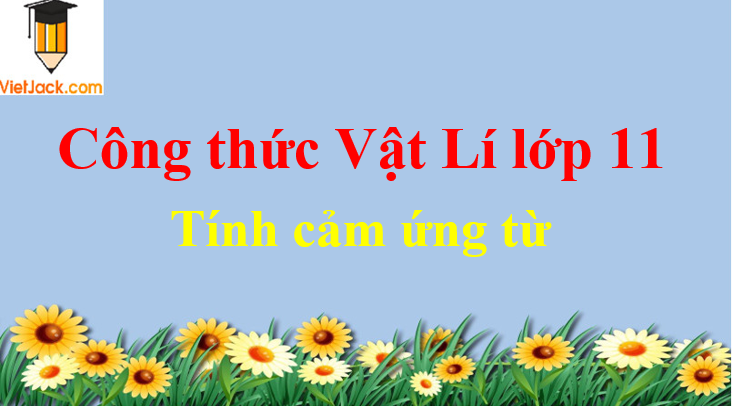 VietJack.com
Công thức Vật Lí lớp 11
Tính cảm ứng từ